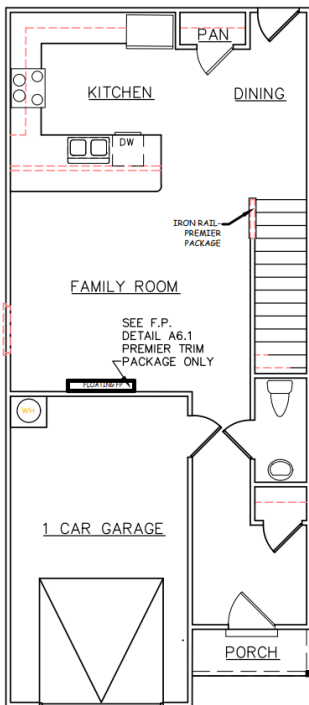 PAN
KITCHEN
DINING
DW
IRON RAIL-
PREMIER
PACKAGE
FAMILY ROOM
SEE F.P.
DETAIL A6.1
PREMIER TRIM
PACKAGE ONLY
FLOATING FP
WH
1 CAR GARAGE
PORCH